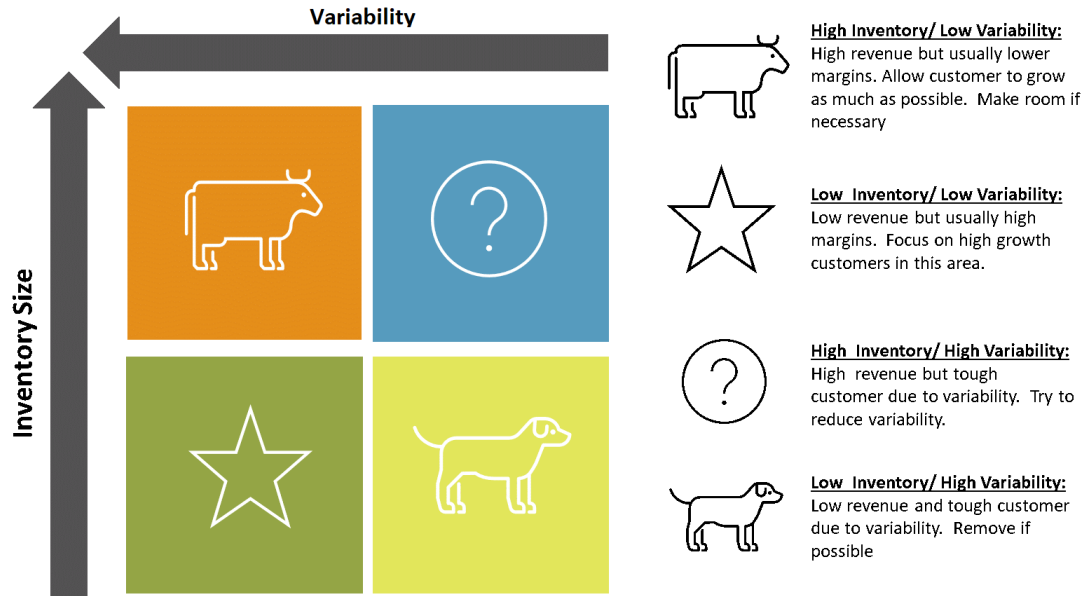 Variability
Inventory Size
High Inventory/ Low Variability:
High revenue but usually lower
margins. Allow customer to grow
as much as possible.  Make room if
necessary
Low  Inventory/ Low Variability:
Low revenue but usually high
margins.  Focus on high growth
customers in this area.
High  Inventory/ High Variability:
High  revenue but tough
customer due to variability.  Try to
reduce variability.
Low  Inventory/ High Variability:
Low revenue and tough customer
due to variability.  Remove if
possible